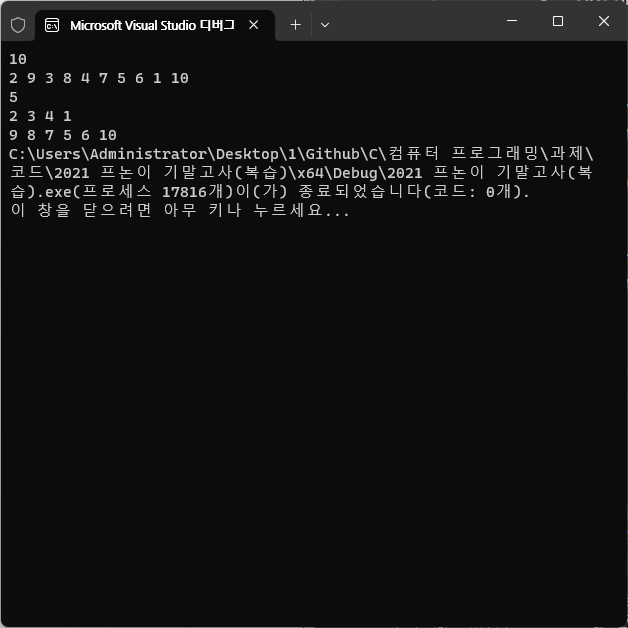 Microsoft Visual Studio 디버그
10
2 9 3 8 4 7 5 6 1 10
5
2 3 4 1
9 8 7 5 6 10
C:\Users\Administrator\Desktop\1\Github\C\컴퓨터 프로그래밍\과제\
코드\2021 프논이 기말고사(복습)\x64\Debug\2021 프논이 기말고사(복
습).exe(프로세스 17816개)이(가) 종료되었습니다(코드: 0개).
이 창을 닫으려면 아무 키나 누르세요...